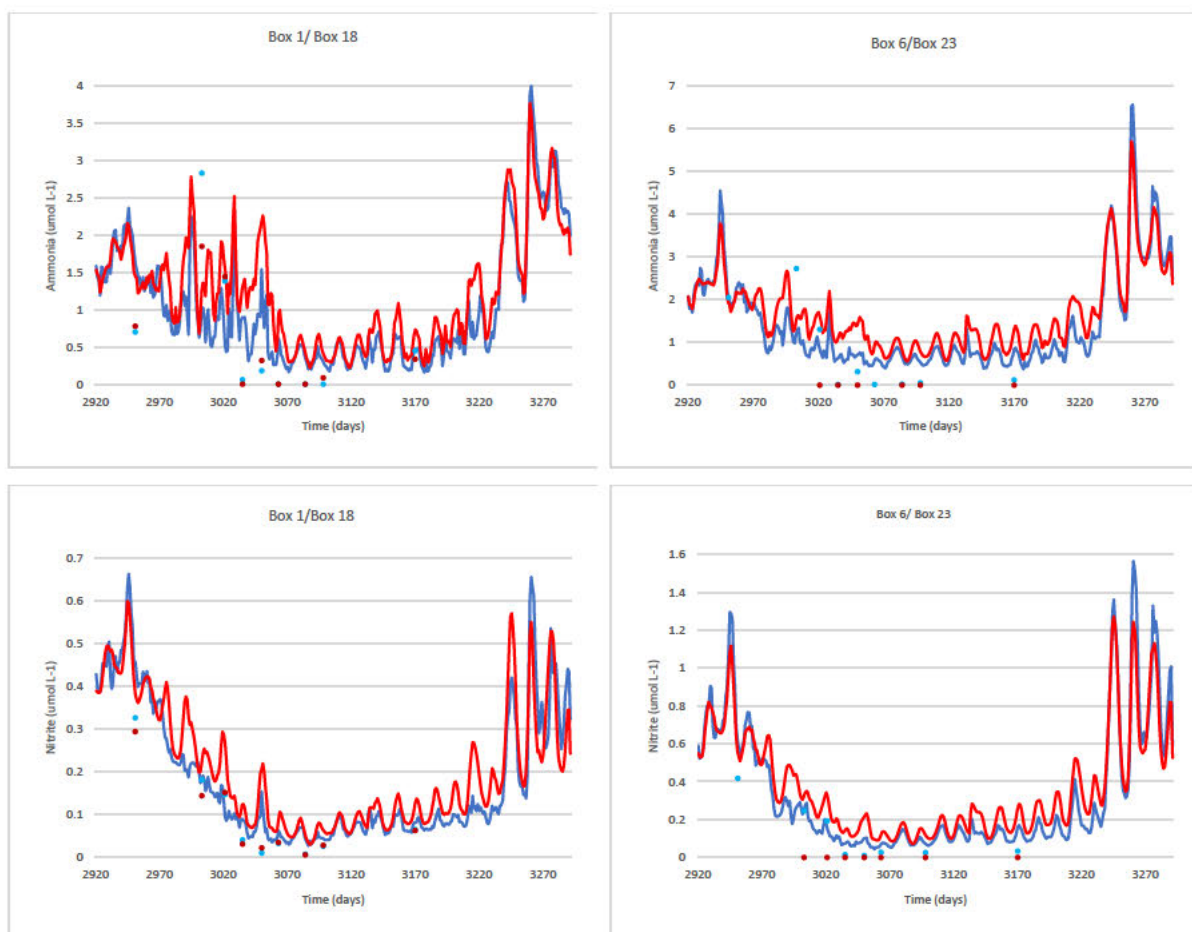 Box 1/ Box 18
Ammonia (umol L-1)
4
3.5
3
2.5
2
1.5
1
0.5
0
2920 2970 3020 3070 3120 3170 3220 3270
Time (days)
Box 6/Box 23
Ammonia (umol L-1)
7
6
5
4
3
2
1
0
2920 2970 3020 3070 3120 3170 3220 3270
Time (days)
Box 1/Box 18
Nitrite (umol L-1)
0.7
0.6
0.5
0.4
0.3
0.2
0.1
0
2920 2970 3020 3070 3120 3170 3220 3270
Time (days)
Box 6/ Box 23
Nitrite (umol L-1)
1.6
1.4
1.2
1
0.8
0.6
0.4
0.2
0
2920 2970 3020 3070 3120 3170 3220 3270
Time (days)